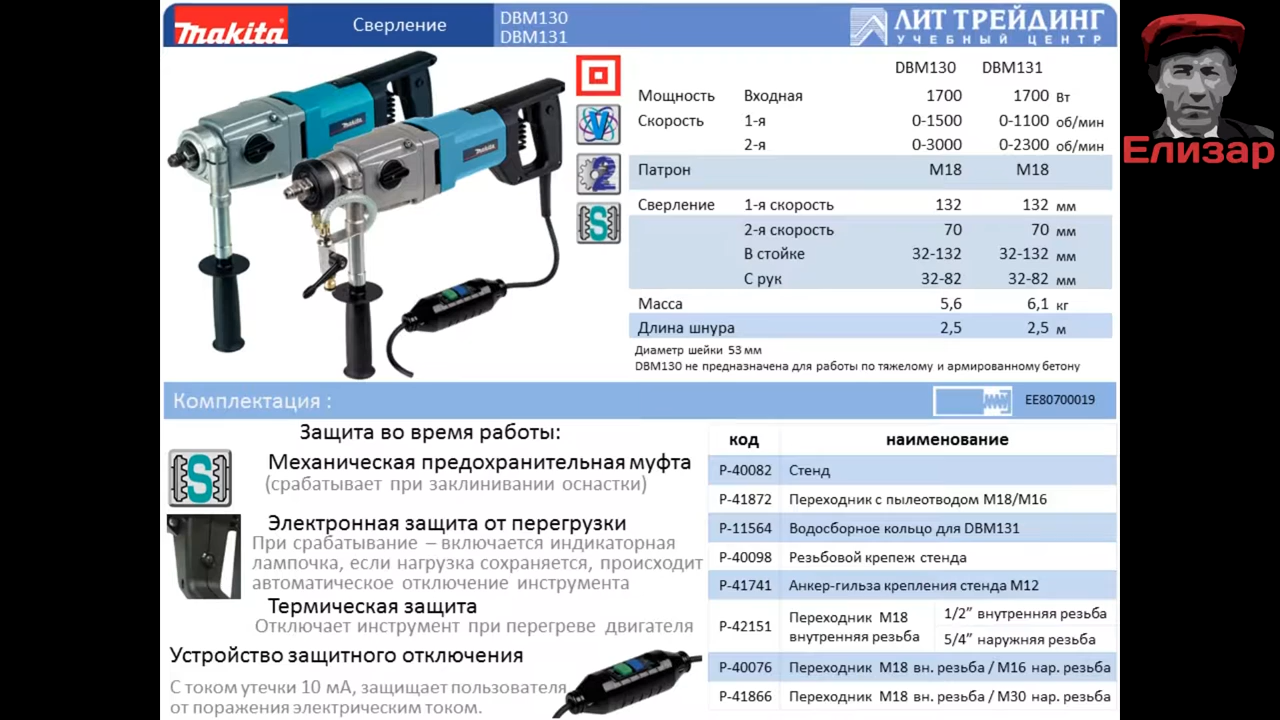 Makita
Сверление
DBM130
DBM131
ЛИТ ТРЕЙДИНГ
УЧЕБНЫЙ ЦЕНТР
Елизар
DBM130 DBM131
Мощность Входная 1700 1700 Вт
Скорость 1-я 0-1500 0-1100 об/мин
2-я 0-3000 0-2300 об/мин
Патрон M18 M18
Сверление 1-я скорость 132 132 мм
2-я скорость 70 70 мм
В стойке 32-132 32-132 мм
С рук 32-82 32-82 мм
Масса 5,6 6,1 кг
Длина шнура 2,5 2,5 м
Диаметр шейки 53 мм
DBM130 не предназначена для работы по тяжелому и армированному бетону
Комплектация :
EE80700019
Защита во время работы:
Механическая предохранительная муфта
(срабатывает при заклинивании оснастки)
Электронная защита от перегрузки
При срабатывание – включается индикаторная
лампочка, если нагрузка сохраняется, происходит
автоматическое отключение инструмента
Термическая защита
Отключает инструмент при перегреве двигателя
Устройство защитного отключения
С током утечки 10 мА, защищает пользователя
от поражения электрическим током.
код наименование
P-40082 Стенд
P-41872 Переходник с пылеотводом M18/M16
P-11564 Водосборное кольцо для DBM131
P-40098 Резьбовой крепеж стенда
P-41741 Анкер-гильза крепления стенда M12
P-42151 Переходник M18 внутренняя резьба 1/2” внутренняя резьба
5/4” наружняя резьба
P-40076 Переходник M18 вн. резьба / M16 нар. резьба
P-41866 Переходник M18 вн. резьба / M30 нар. резьба